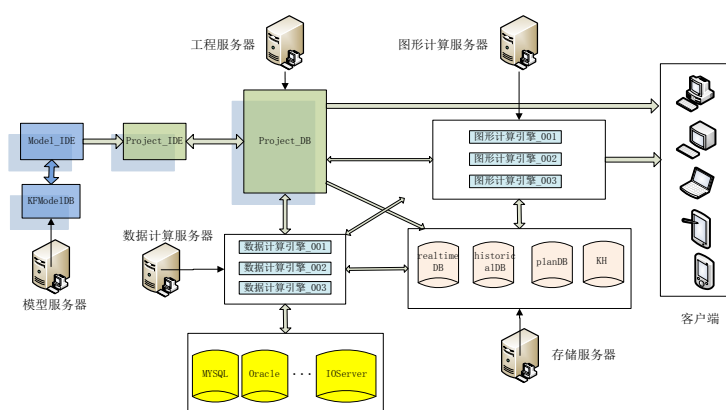 工程服务器
图形计算服务器
Model_IDE
Project_IDE
Project_DB
图形计算引擎_001
图形计算引擎_002
图形计算引擎_003
KFModelDB
数据计算服务器
数据计算引擎_001
数据计算引擎_002
数据计算引擎_003
realtime
DB
historic
alDB
planDB
KH
模型服务器
客户端
存储服务器
MYSQL
Oracle
...
IOServer